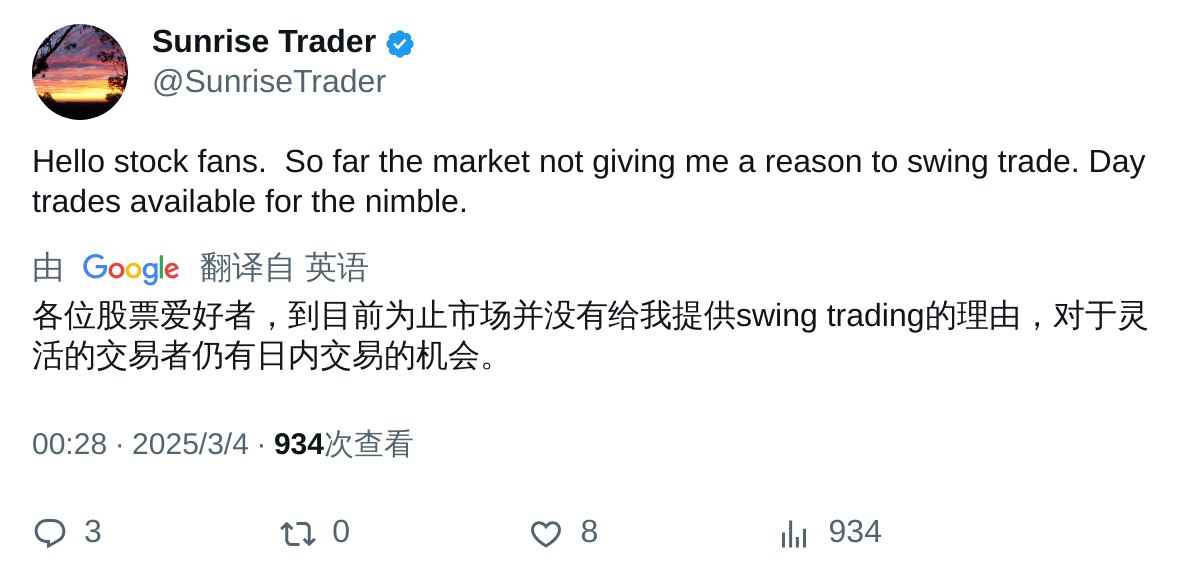 Sunrise Trader
@SunriseTrader
Hello stock fans.  So far the market not giving me a reason to swing trade. Day
trades available for the nimble.
由 Google 翻译自 英语
各位股票爱好者，到目前为止市场并没有给我提供swing trading的理由，对于灵
活的交易者仍有日内交易的机会。
00:28 · 2025/3/4 · 934次查看
3 0 8 934